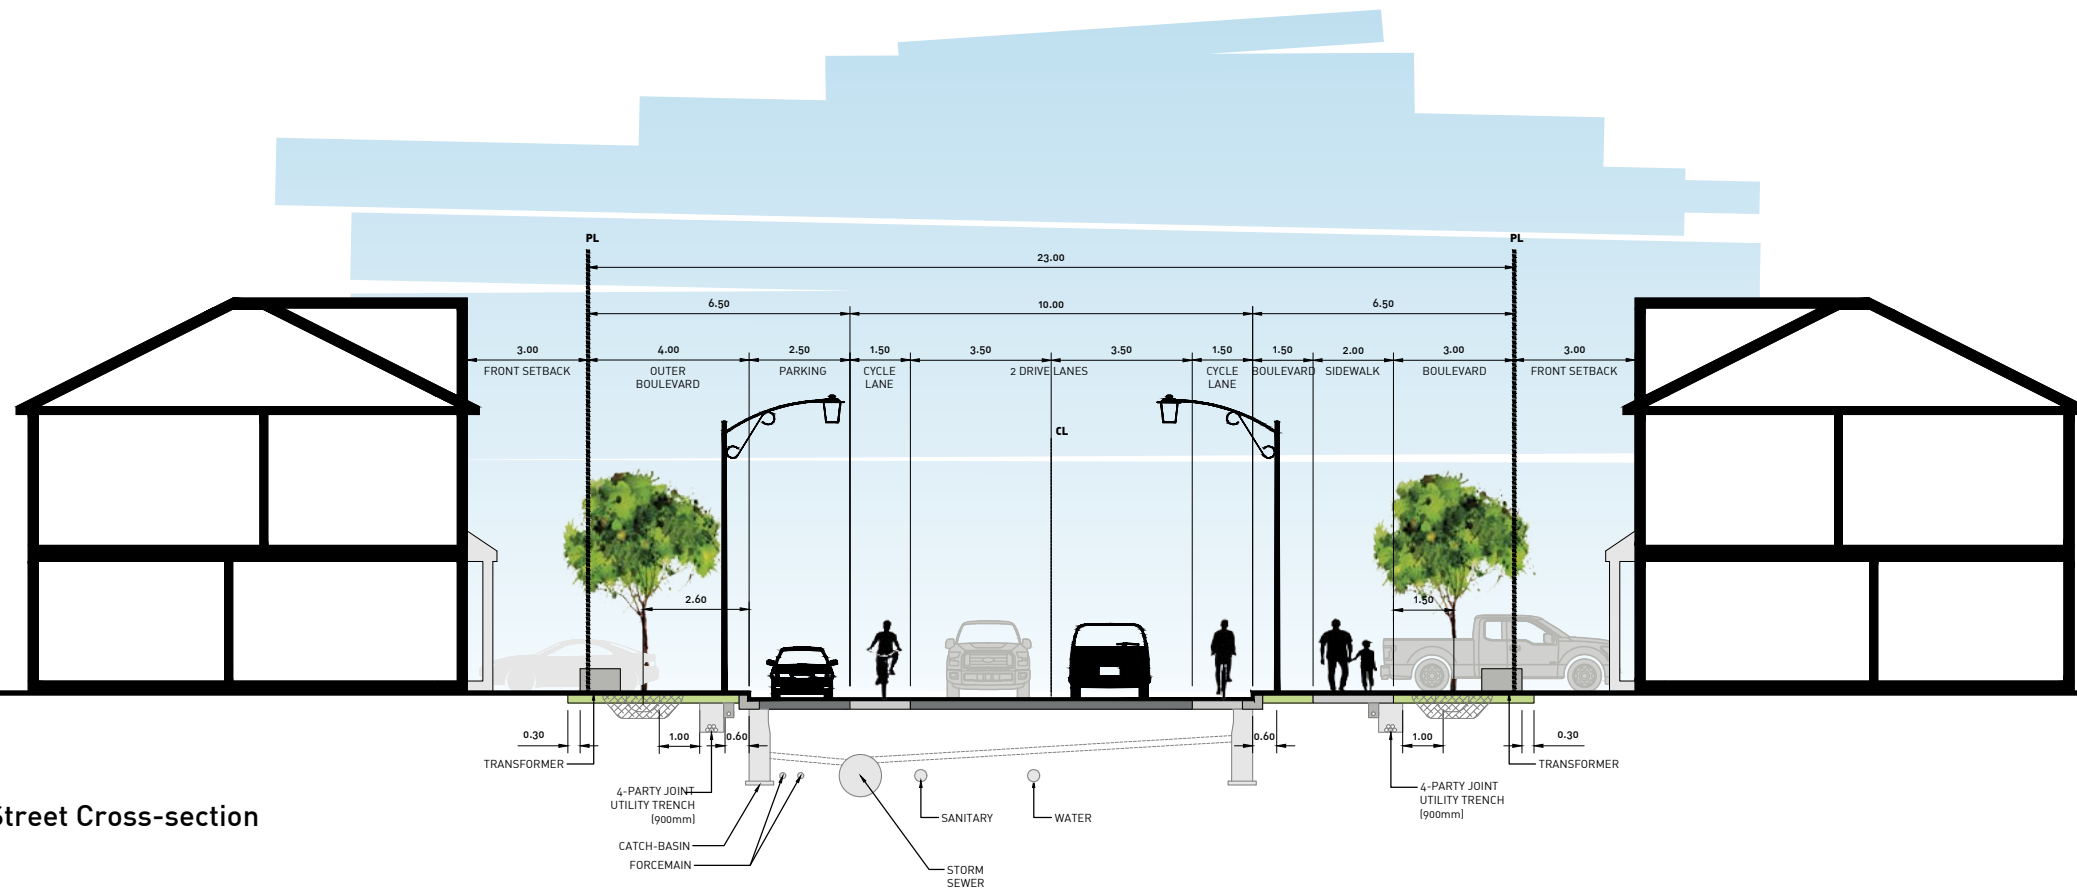 PL
PL
23.00
6.50
10.00
6.50
3.00
4.00
2.50
1.50
3.50
3.50
1.50
1.50
2.00
3.00
3.00
FRONT SETBACK
OUTER
BOULEVARD
PARKING
CYCLE
LANE
2 DRIVE LANES
CYCLE
LANE
BOULEVARD
SIDEWALK
BOULEVARD
FRONT SETBACK
CL
2.60
1.50
0.30
1.00
0.60
0.60
1.00
0.30
TRANSFORMER
TRANSFORMER
4-PARTY JOINT
UTILITY TRENCH
(900mm)
4-PARTY JOINT
UTILITY TRENCH
(900mm)
SANITARY
WATER
Street Cross-section
CATCH-BASIN
FORCEMAIN
STORM
SEWER